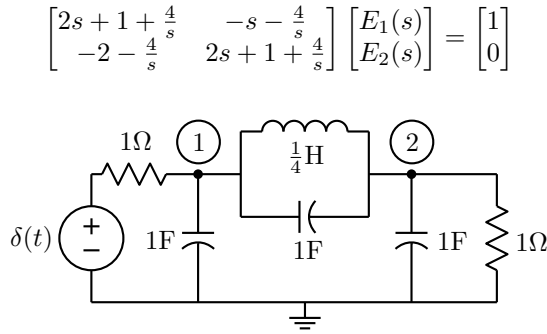 [2s + 1 + 4/s   -s - 4/s] [E₁(s)] = [1]
[-2 - 4/s   2s + 1 + 4/s] [E₂(s)]   [0]
1Ω 1 1/4 H 2
δ(t) + − 1F 1F 1F 1Ω